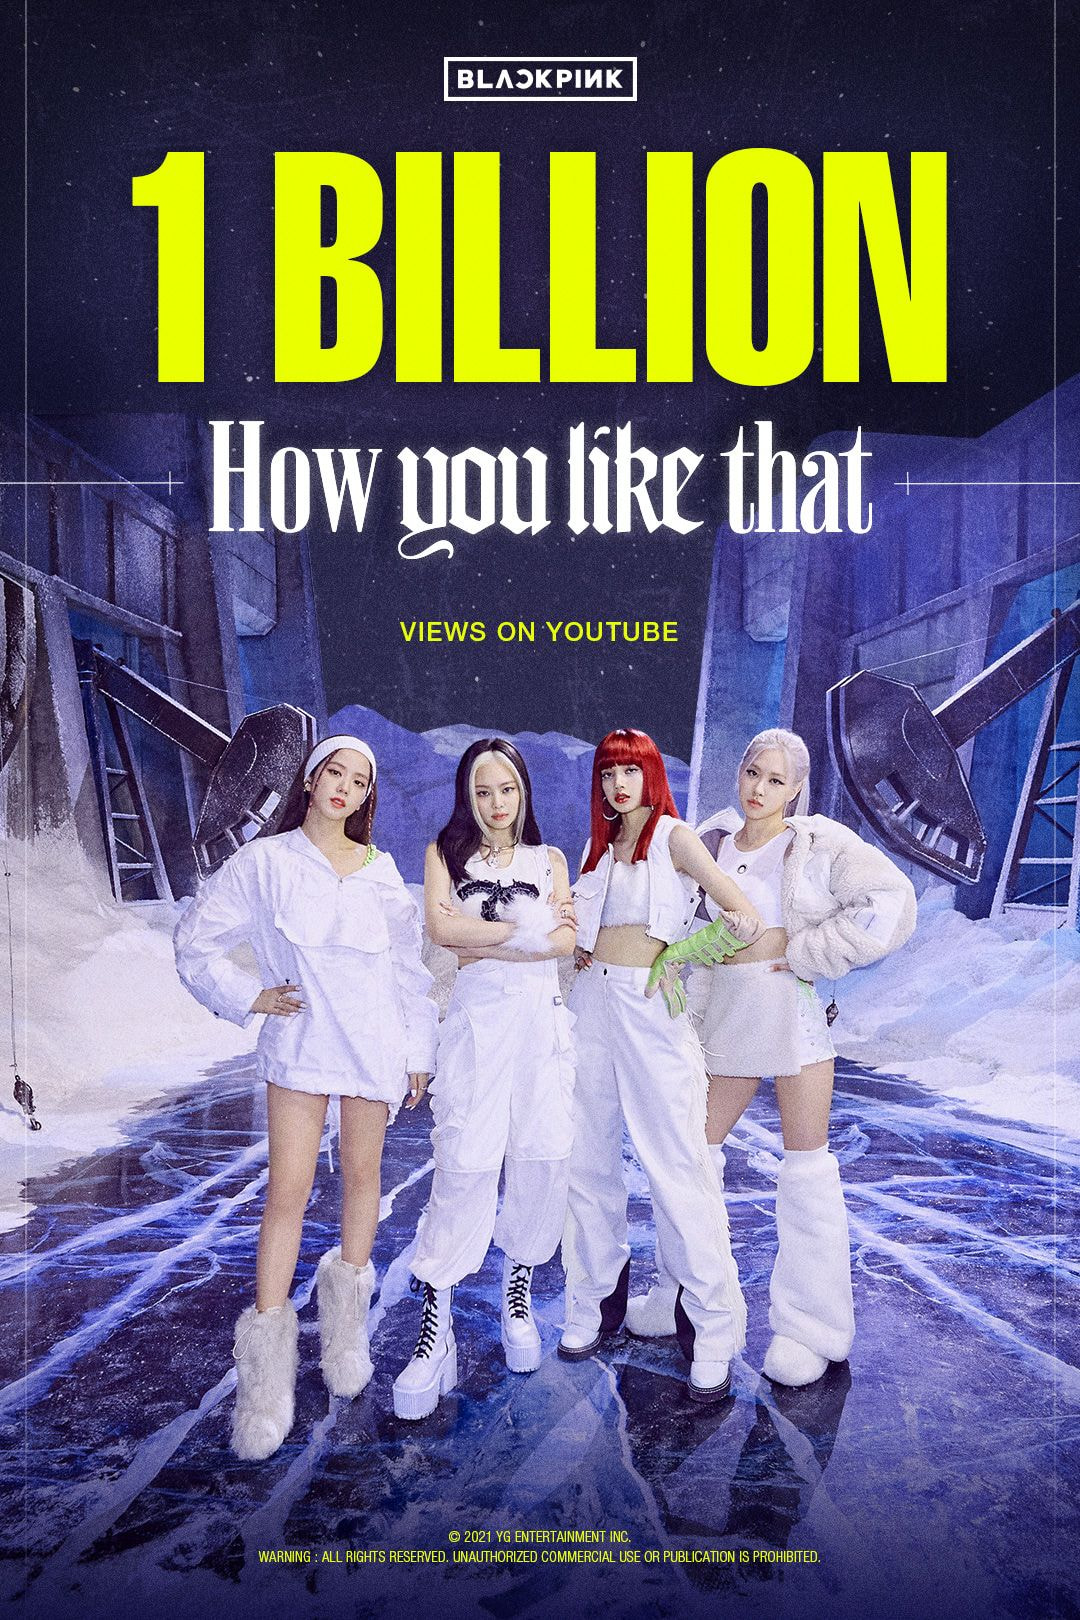 BLACKPINK
1 BILLION
How you like that
VIEWS ON YOUTUBE
© 2021 YG ENTERTAINMENT INC.
WARNING : ALL RIGHTS RESERVED. UNAUTHORIZED COMMERCIAL USE OR PUBLICATION IS PROHIBITED.